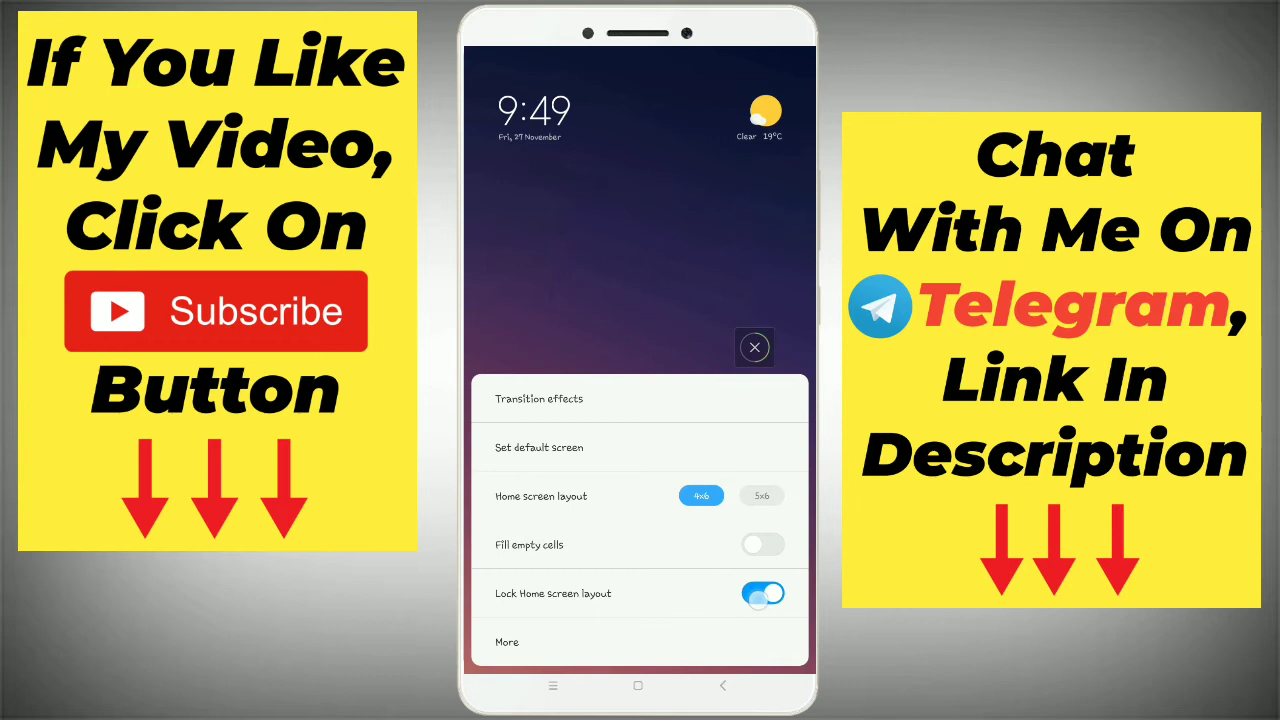 If You Like
My Video,
Click On
Subscribe
Button
9:49
Fri, 27 November
Clear 19°C
Transition effects
Set default screen
Home screen layout 4x6 5x6
Fill empty cells
Lock Home screen layout
More
Chat
With Me On
Telegram,
Link In
Description